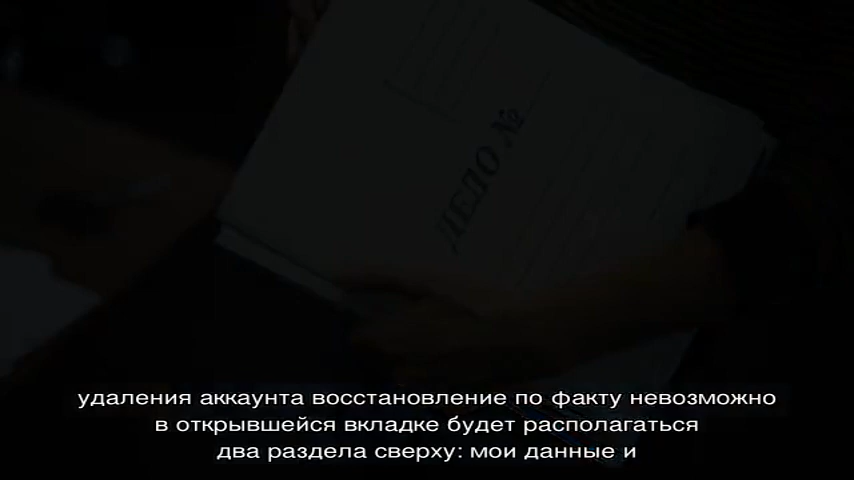 ДЕЛО №
удаления аккаунта восстановление по факту невозможно
в открывшейся вкладке будет располагаться
два раздела сверху: мои данные и